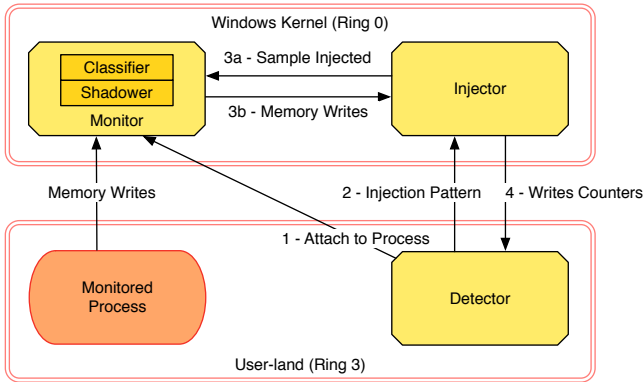 Windows Kernel (Ring 0)
Classifier
Shadower
Monitor
3a - Sample Injected
3b - Memory Writes
Injector
Memory Writes
2 - Injection Pattern
4 - Writes Counters
1 - Attach to Process
Monitored
Process
Detector
User-land (Ring 3)